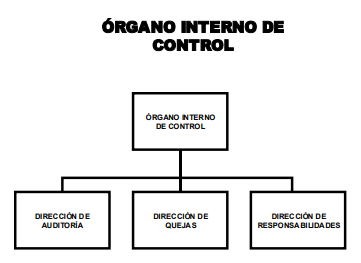 ÓRGANO INTERNO DE
CONTROL
ÓRGANO INTERNO
DE CONTROL
DIRECCIÓN DE
AUDITORÍA
DIRECCIÓN DE
QUEJAS
DIRECCIÓN DE
RESPONSABILIDADES